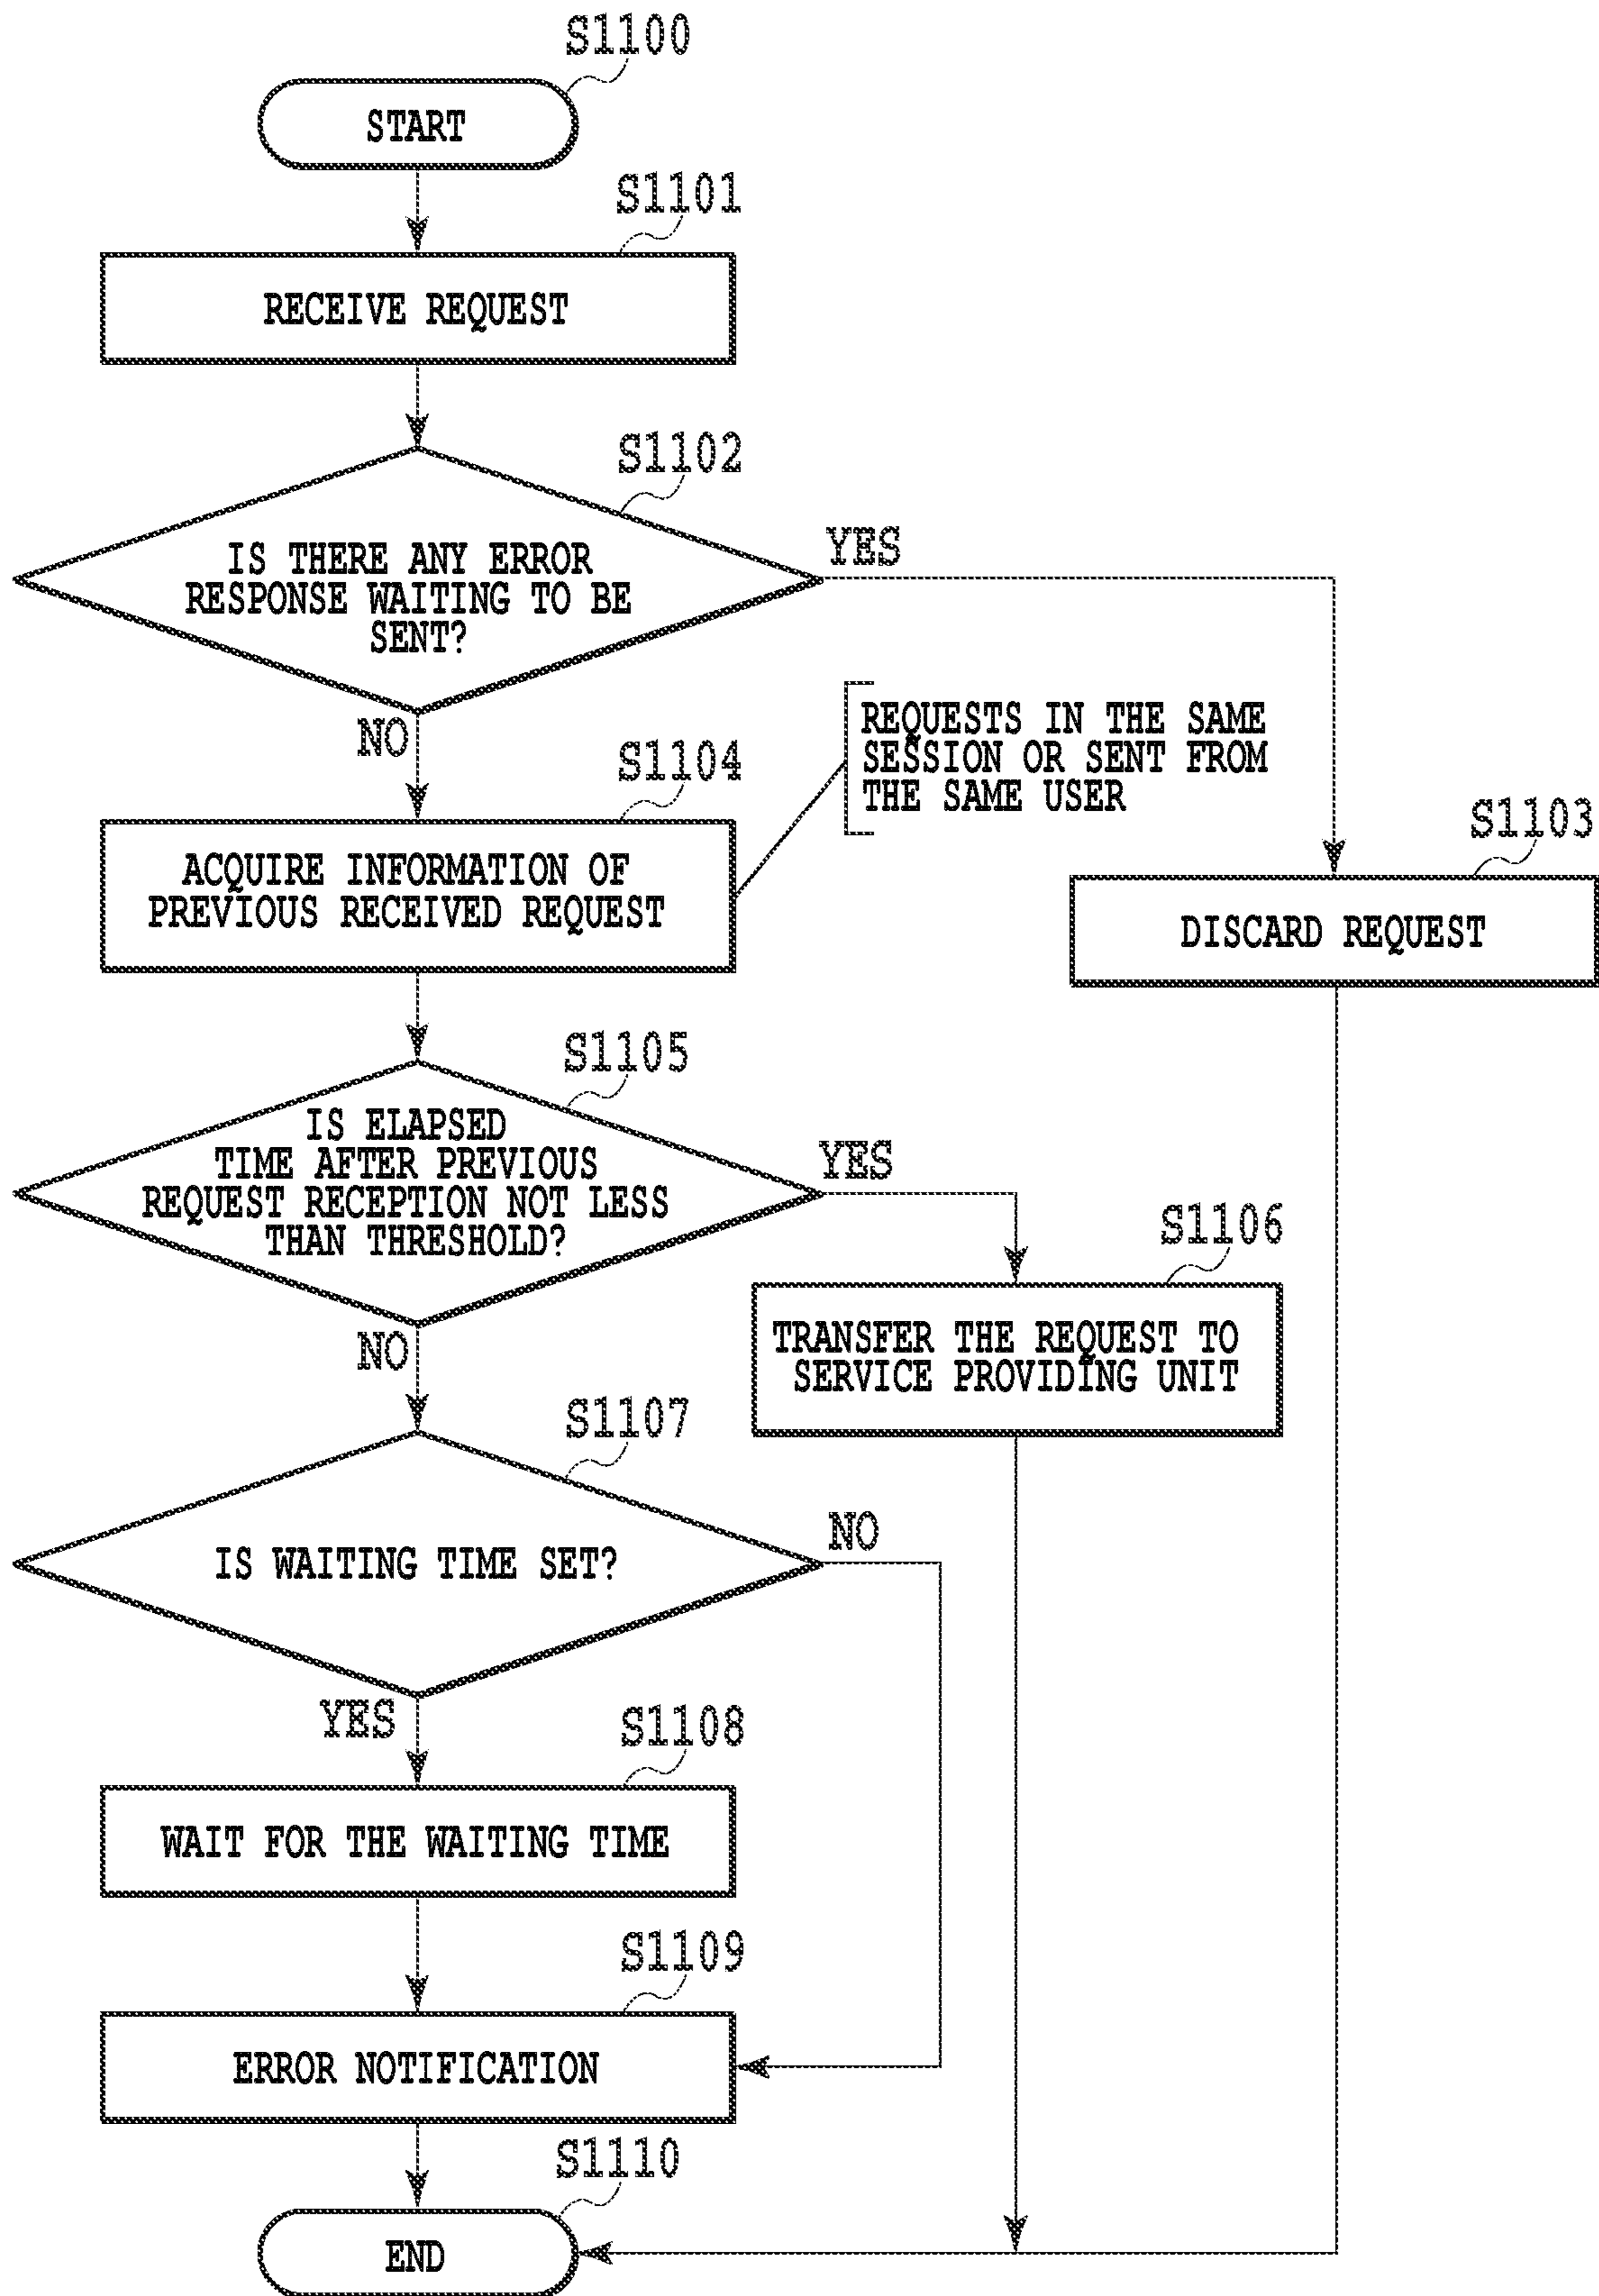 S1100
START
S1101
RECEIVE REQUEST
S1102
IS THERE ANY ERROR
RESPONSE WAITING TO BE
SENT?
YES
NO
REQUESTS IN THE SAME
SESSION OR SENT FROM
THE SAME USER
S1104
ACQUIRE INFORMATION OF
PREVIOUS RECEIVED REQUEST
S1103
DISCARD REQUEST
S1105
IS ELAPSED
TIME AFTER PREVIOUS
REQUEST RECEPTION NOT LESS
THAN THRESHOLD?
YES
NO
S1106
TRANSFER THE REQUEST TO
SERVICE PROVIDING UNIT
S1107
IS WAITING TIME SET?
NO
YES
S1108
WAIT FOR THE WAITING TIME
S1109
ERROR NOTIFICATION
S1110
END